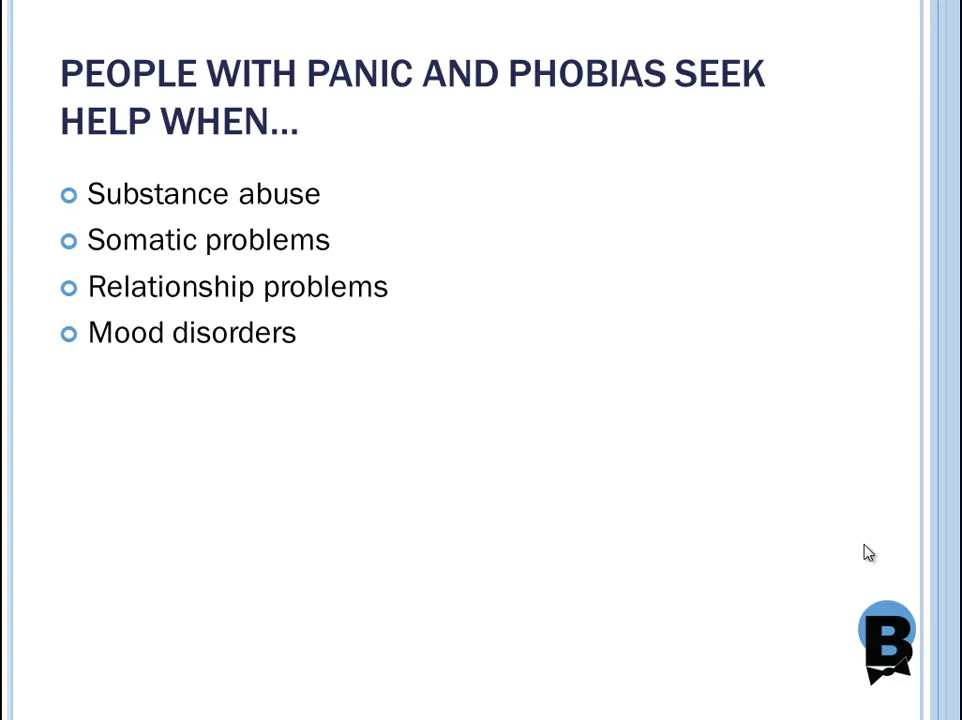 PEOPLE WITH PANIC AND PHOBIAS SEEK
HELP WHEN...
Substance abuse
Somatic problems
Relationship problems
Mood disorders
B